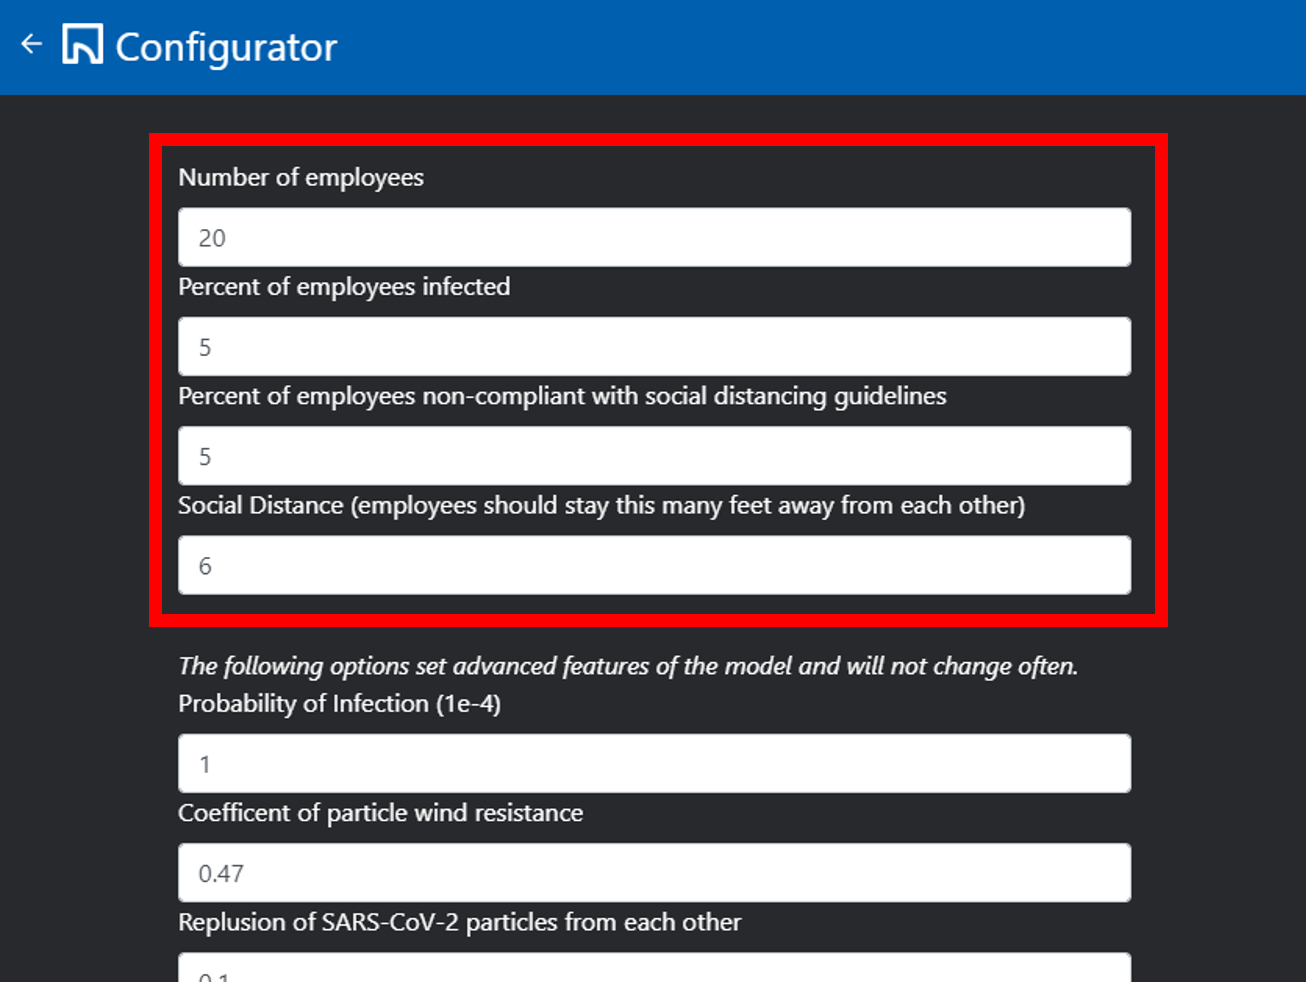 Configurator
Number of employees
20
Percent of employees infected
5
Percent of employees non-compliant with social distancing guidelines
5
Social Distance (employees should stay this many feet away from each other)
6
The following options set advanced features of the model and will not change often.
Probability of Infection (1e-4)
1
Coefficent of particle wind resistance
0.47
Replusion of SARS-CoV-2 particles from each other
0.1